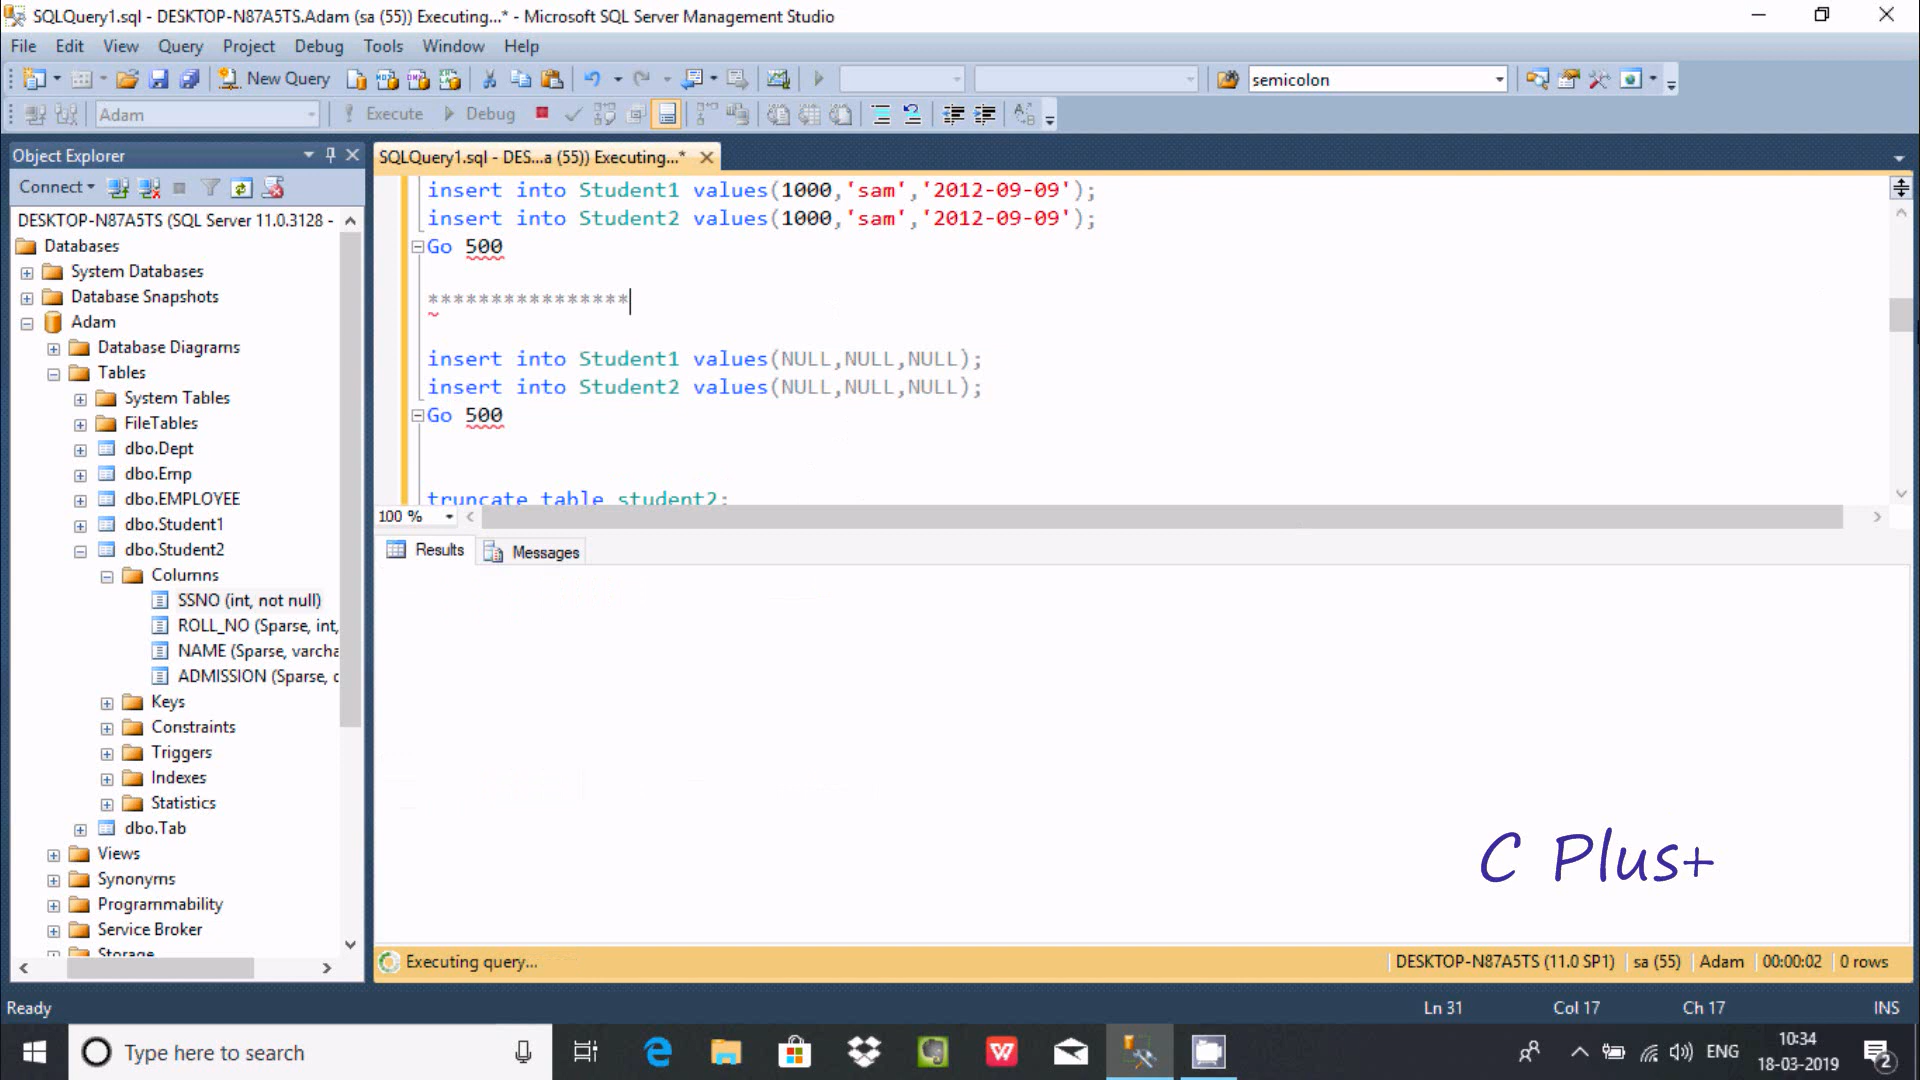 SQLQuery1.sql - DESKTOP-N87A5TS.Adam (sa (55)) Executing...* - Microsoft SQL Server Management Studio
File Edit View Query Project Debug Tools Window Help
New Query semicolon
Adam Execute Debug
Object Explorer
SQLQuery1.sql - DES...a (55)) Executing...*
Connect
DESKTOP-N87A5TS (SQL Server 11.0.3128 -
Databases
System Databases
Database Snapshots
Adam
Database Diagrams
Tables
System Tables
FileTables
dbo.Dept
dbo.Emp
dbo.EMPLOYEE
dbo.Student1
dbo.Student2
Columns
SSNO (int, not null)
ROLL_NO (Sparse, int,
NAME (Sparse, varcha
ADMISSION (Sparse, c
Keys
Constraints
Triggers
Indexes
Statistics
dbo.Tab
Views
Synonyms
Programmability
Service Broker
Storage
insert into Student1 values(1000,'sam','2012-09-09');
insert into Student2 values(1000,'sam','2012-09-09');
Go 500
****************
insert into Student1 values(NULL,NULL,NULL);
insert into Student2 values(NULL,NULL,NULL);
Go 500
truncate table student2;
100 %
Results Messages
C Plus+
Executing query... DESKTOP-N87A5TS (11.0 SP1) sa (55) Adam 00:00:02 0 rows
Ready Ln 31 Col 17 Ch 17 INS
Type here to search ENG 10:34
18-03-2019 2